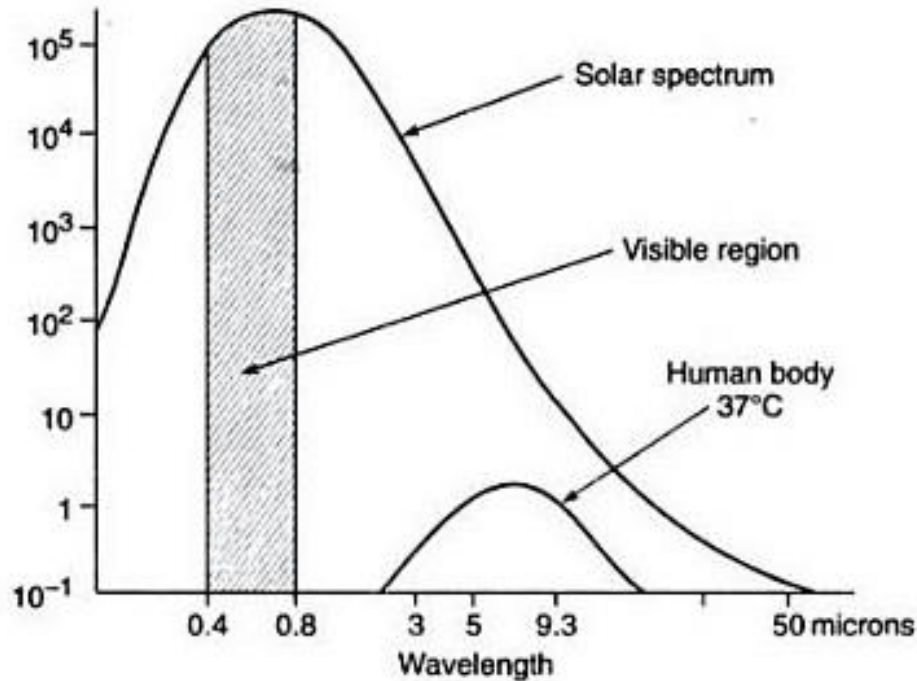 10⁵
10⁴
10³
10²
10
1
10⁻¹
Solar spectrum
Visible region
Human body
37°C
0.4 0.8 3 5 9.3 50 microns
Wavelength